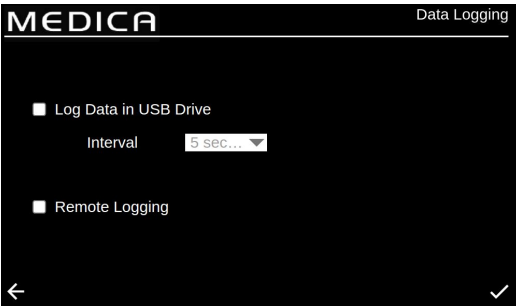 MEDICA
Data Logging
Log Data in USB Drive
Interval
5 sec...
Remote Logging